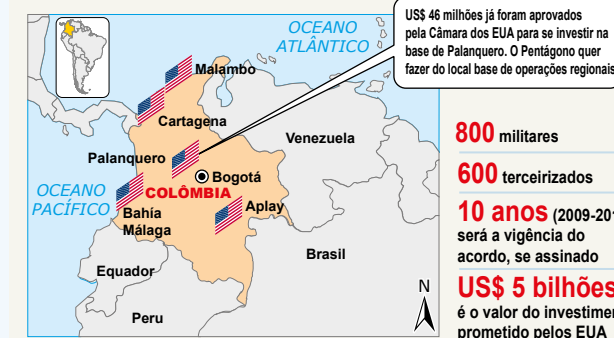 US$ 46 milhões já foram aprovados
pela Câmara dos EUA para se investir na
base de Palanquero. O Pentágono quer
fazer do local base de operações regionais
OCEANO
ATLÂNTICO
Malambo
Cartagena
Venezuela
Palanquero
Bogotá
OCEANO
PACÍFICO
COLÔMBIA
Bahía
Málaga
Aplay
Brasil
Equador
Peru
N
800 militares
600 terceirizados
10 anos (2009-201
será a vigência do
acordo, se assinado
US$ 5 bilhões
é o valor do investimen
prometido pelos EUA